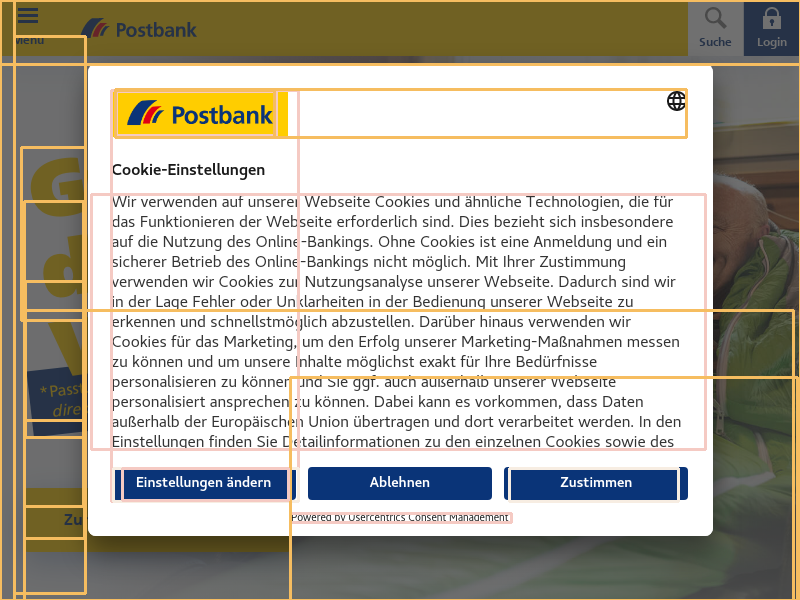 Menü
Postbank
Suche
Login
Postbank
Cookie-Einstellungen
Wir verwenden auf unserer Webseite Cookies und ähnliche Technologien, die für
das Funktionieren der Webseite erforderlich sind. Dies bezieht sich insbesondere
auf die Nutzung des Online-Bankings. Ohne Cookies ist eine Anmeldung und ein
sicherer Betrieb des Online-Bankings nicht möglich. Mit Ihrer Zustimmung
verwenden wir Cookies zur Nutzungsanalyse unserer Webseite. Dadurch sind wir
in der Lage Fehler oder Unklarheiten in der Bedienung unserer Webseite zu
erkennen und schnellstmöglich abzustellen. Darüber hinaus verwenden wir
Cookies für das Marketing, um den Erfolg unserer Marketing-Maßnahmen messen
zu können und um unsere Inhalte möglichst exakt für Ihre Bedürfnisse
personalisieren zu können und Sie ggf. auch außerhalb unserer Webseite
personalisiert ansprechen zu können. Dabei kann es vorkommen, dass Daten
außerhalb der Europäischen Union übertragen und dort verarbeitet werden. In den
Einstellungen finden Sie Detailinformationen zu den einzelnen Cookies sowie des
Einstellungen ändern
Ablehnen
Zustimmen
Powered by Usercentrics Consent Management